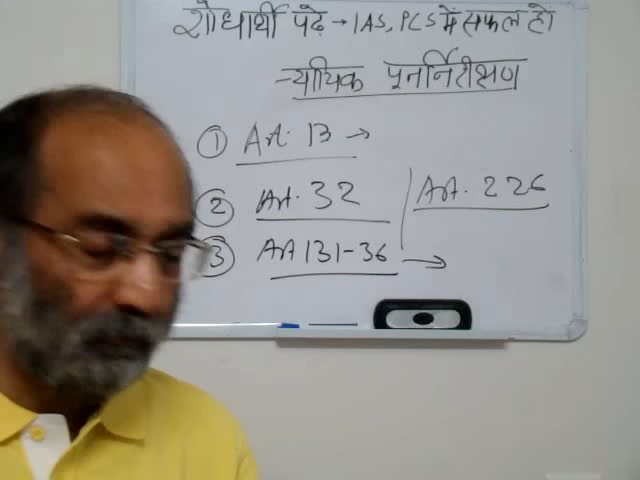 शोधार्थी पढे → IAS, PCS में सफल हो
न्यायिक पुनर्निरीक्षण
① Art. 13 →
② Art. 32 | Art. 226
③ Art 131-36 →